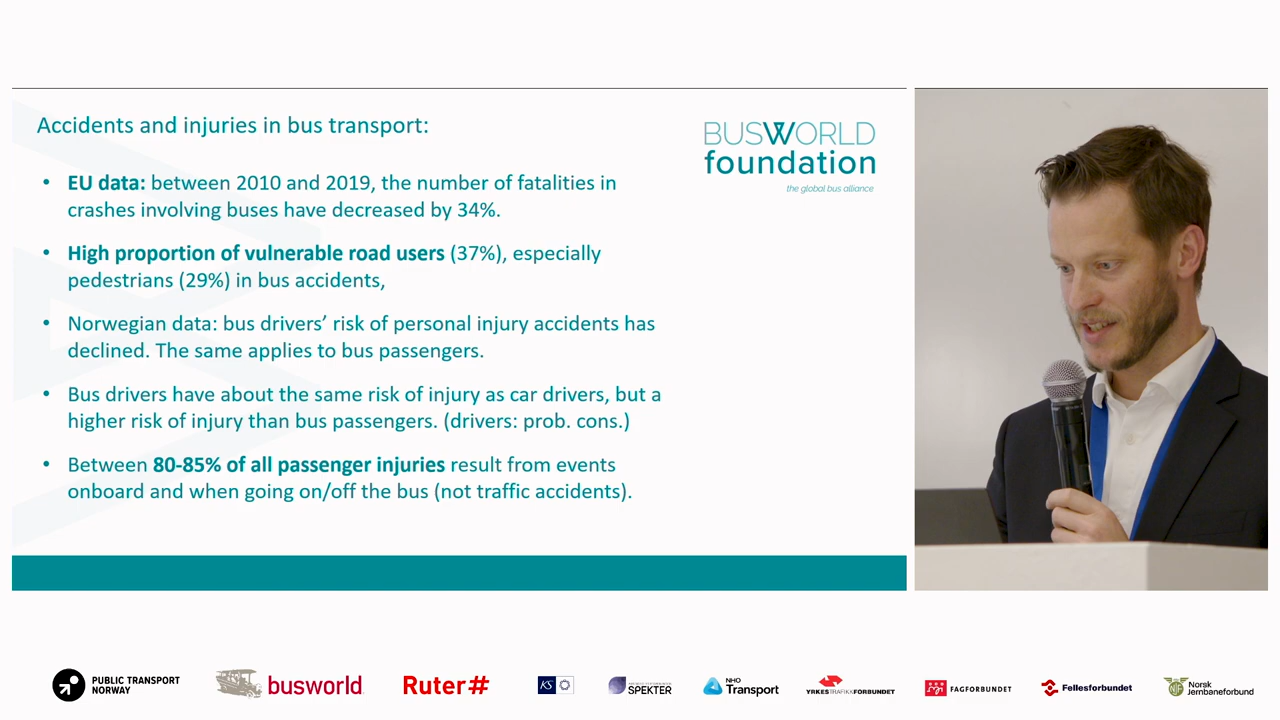 Accidents and injuries in bus transport:
BUSWORLD
foundation
the global bus alliance
• EU data: between 2010 and 2019, the number of fatalities in
crashes involving buses have decreased by 34%.
• High proportion of vulnerable road users (37%), especially
pedestrians (29%) in bus accidents,
• Norwegian data: bus drivers’ risk of personal injury accidents has
declined. The same applies to bus passengers.
• Bus drivers have about the same risk of injury as car drivers, but a
higher risk of injury than bus passengers. (drivers: prob. cons.)
• Between 80-85% of all passenger injuries result from events
onboard and when going on/off the bus (not traffic accidents).
PUBLIC TRANSPORT
NORWAY
busworld
Ruter#
KS
SPEKTER
NHO
Transport
YRKESTRAFIKKFORBUNDET
FAGFORBUNDET
Fellesforbundet
Norsk
Jernbaneforbund